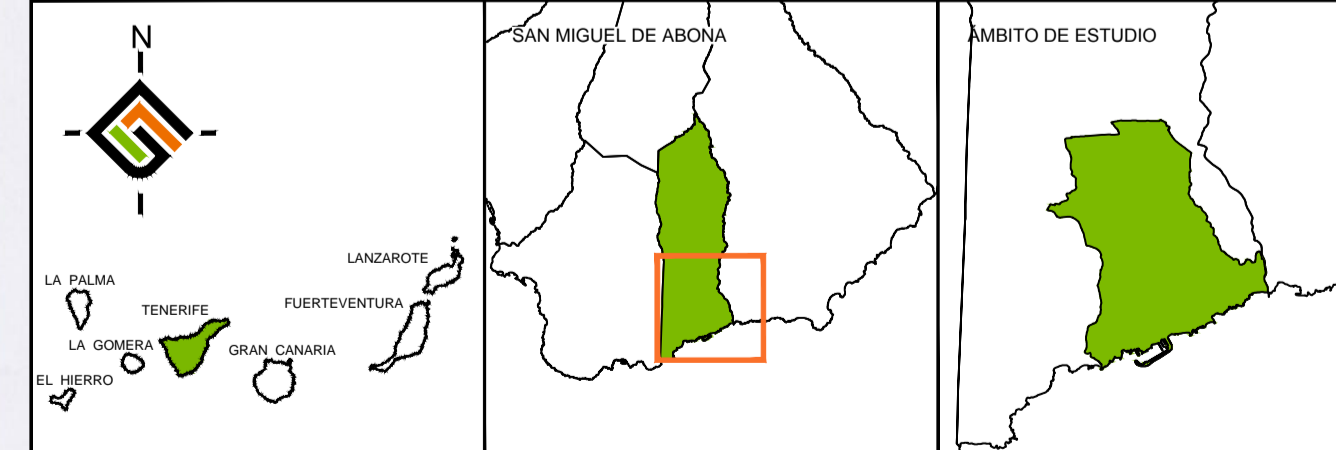 N
LANZAROTE
LA PALMA
FUERTEVENTURA
TENERIFE
LA GOMERA
GRAN CANARIA
EL HIERRO
SAN MIGUEL DE ABONA
ÁMBITO DE ESTUDIO